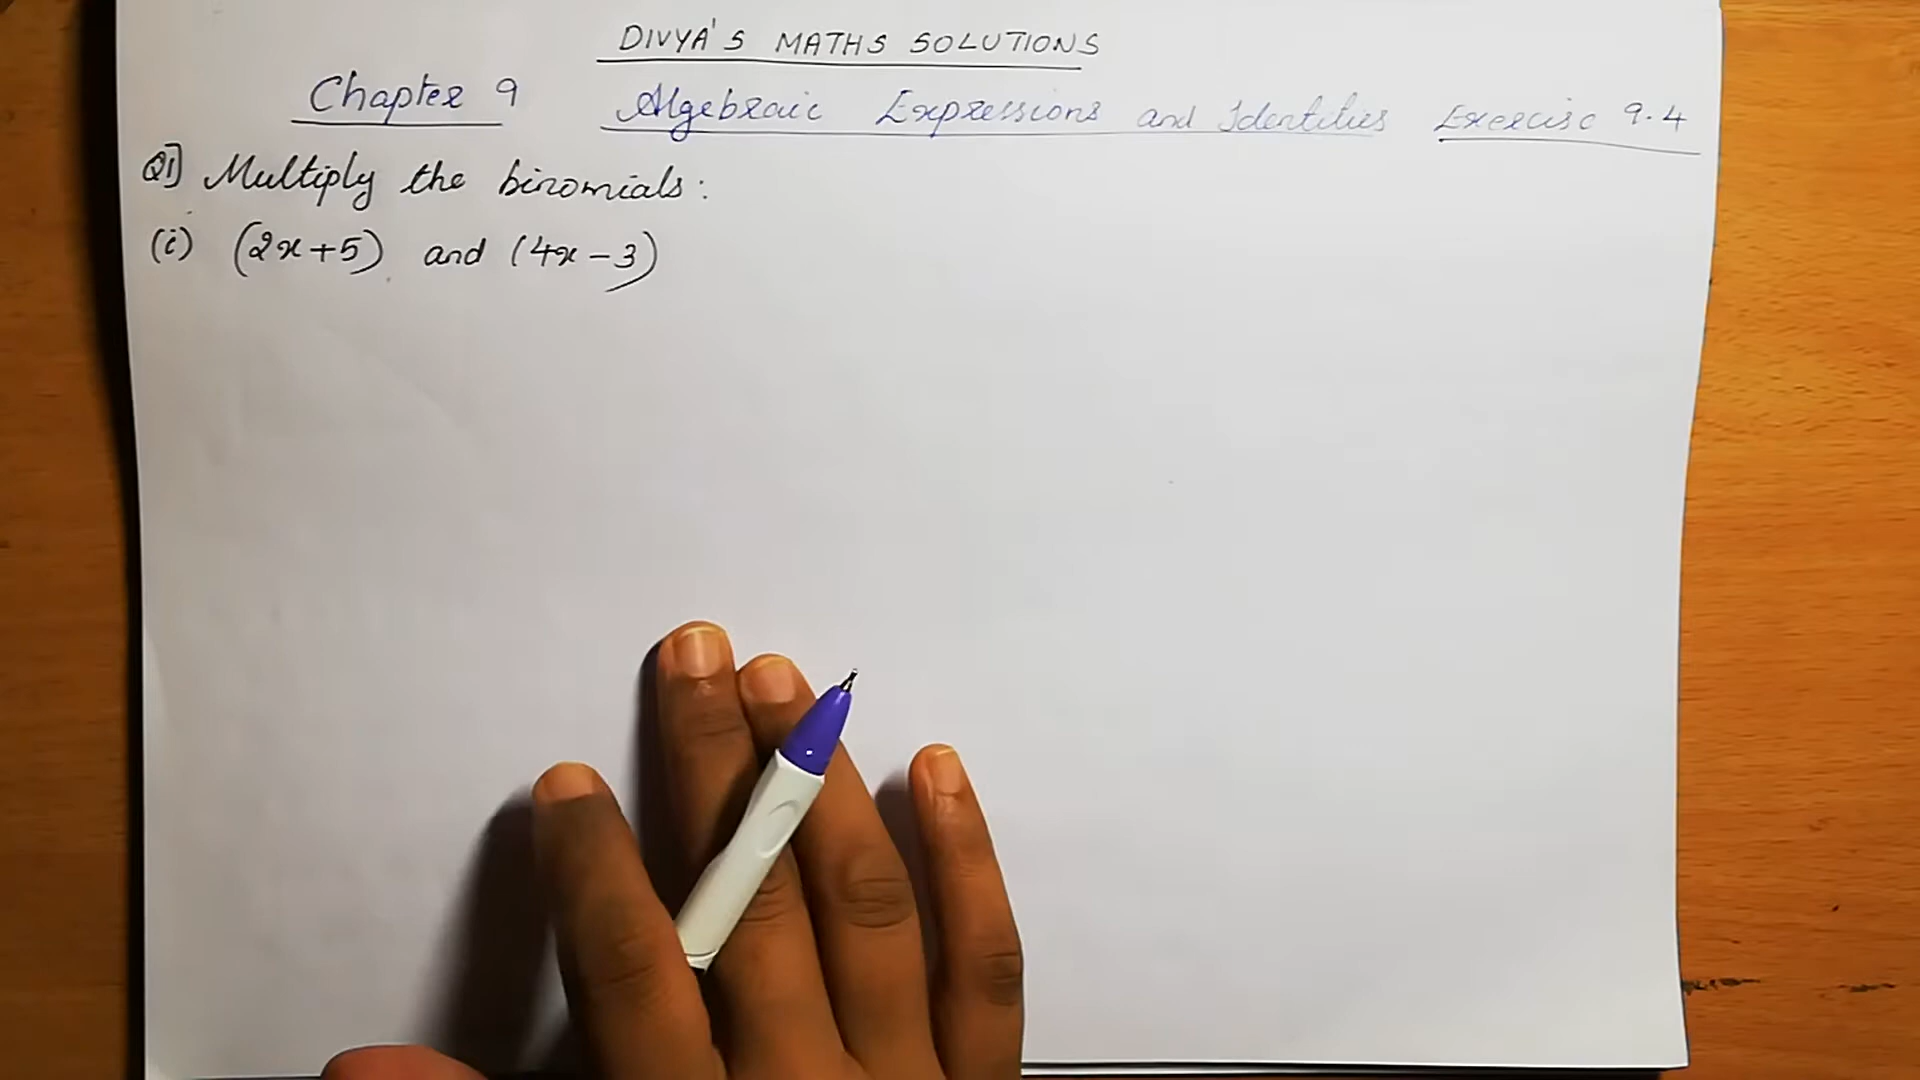 DIVYA'S MATHS SOLUTIONS
Chapter 9 Algebraic Expressions and Identities Exercise 9.4
Q1] Multiply the binomials:
(i) (2x+5) and (4x-3)